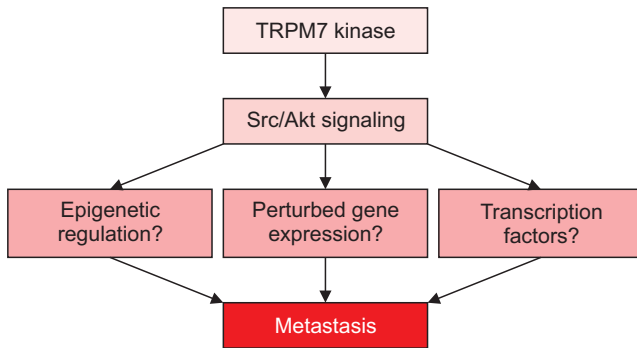 TRPM7 kinase
Src/Akt signaling
Epigenetic
regulation?
Perturbed gene
expression?
Transcription
factors?
Metastasis